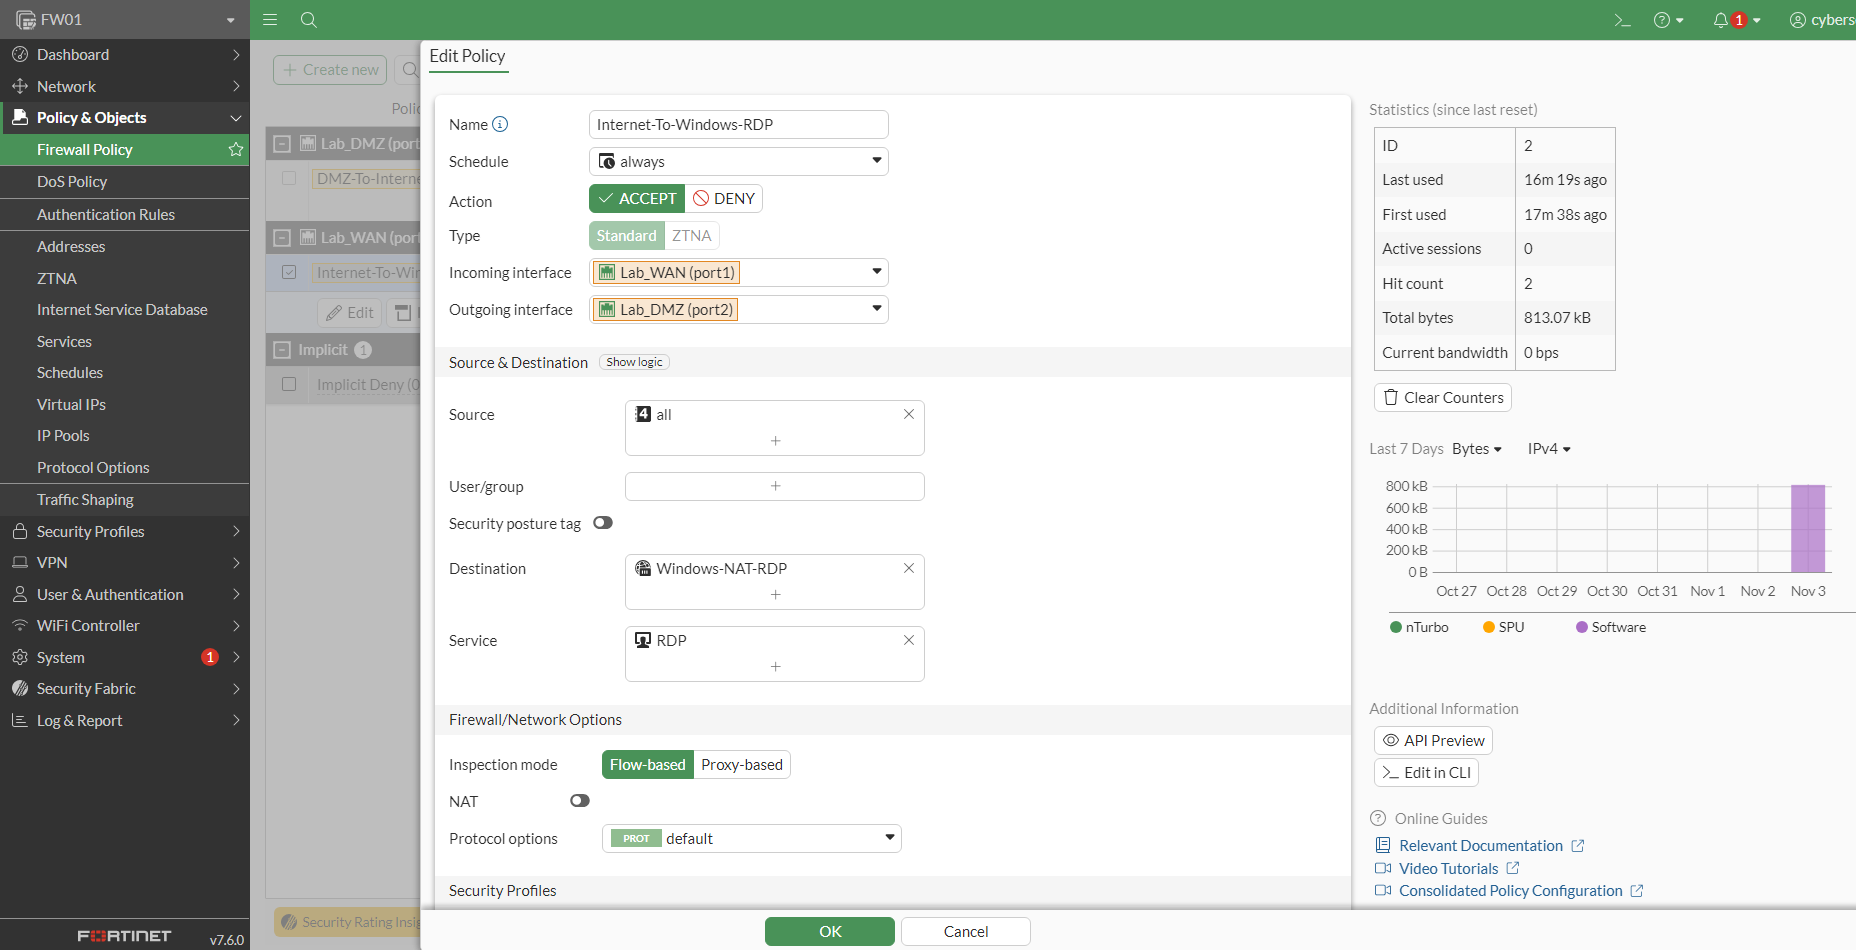 FW01
1
cybers
Dashboard
Network
Policy & Objects
Firewall Policy
DoS Policy
Authentication Rules
Addresses
ZTNA
Internet Service Database
Services
Schedules
Virtual IPs
IP Pools
Protocol Options
Traffic Shaping
Security Profiles
VPN
User & Authentication
WiFi Controller
System 1
Security Fabric
Log & Report
FORTINET v7.6.0
+ Create new
Polic
Lab_DMZ (port
DMZ-To-Interne
Lab_WAN (port
Internet-To-Win
Edit
Implicit 1
Implicit Deny (0
Security Rating Insig
Edit Policy
Name Internet-To-Windows-RDP
Schedule always
Action ACCEPT DENY
Type Standard ZTNA
Incoming interface Lab_WAN (port1)
Outgoing interface Lab_DMZ (port2)
Source & Destination Show logic
Source 4 all
+
User/group +
Security posture tag
Destination Windows-NAT-RDP
+
Service RDP
+
Firewall/Network Options
Inspection mode Flow-based Proxy-based
NAT
Protocol options PROT default
Security Profiles
OK Cancel
Statistics (since last reset)
ID 2
Last used 16m 19s ago
First used 17m 38s ago
Active sessions 0
Hit count 2
Total bytes 813.07 kB
Current bandwidth 0 bps
Clear Counters
Last 7 Days Bytes IPv4
800 kB
600 kB
400 kB
200 kB
0 B
Oct 27 Oct 28 Oct 29 Oct 30 Oct 31 Nov 1 Nov 2 Nov 3
nTurbo SPU Software
Additional Information
API Preview
>_ Edit in CLI
Online Guides
Relevant Documentation
Video Tutorials
Consolidated Policy Configuration